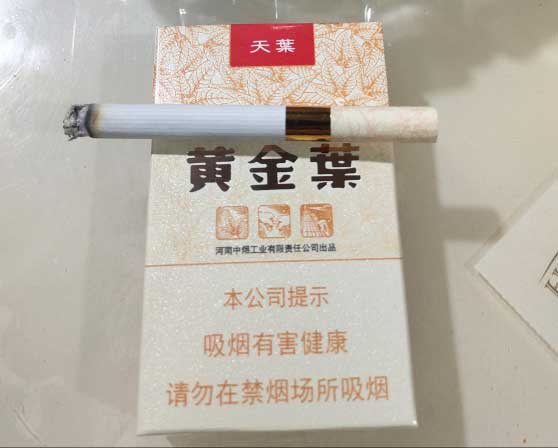 天葉
黄金葉
河南中烟工业有限责任公司出品
本公司提示
吸烟有害健康
请勿在禁烟场所吸烟